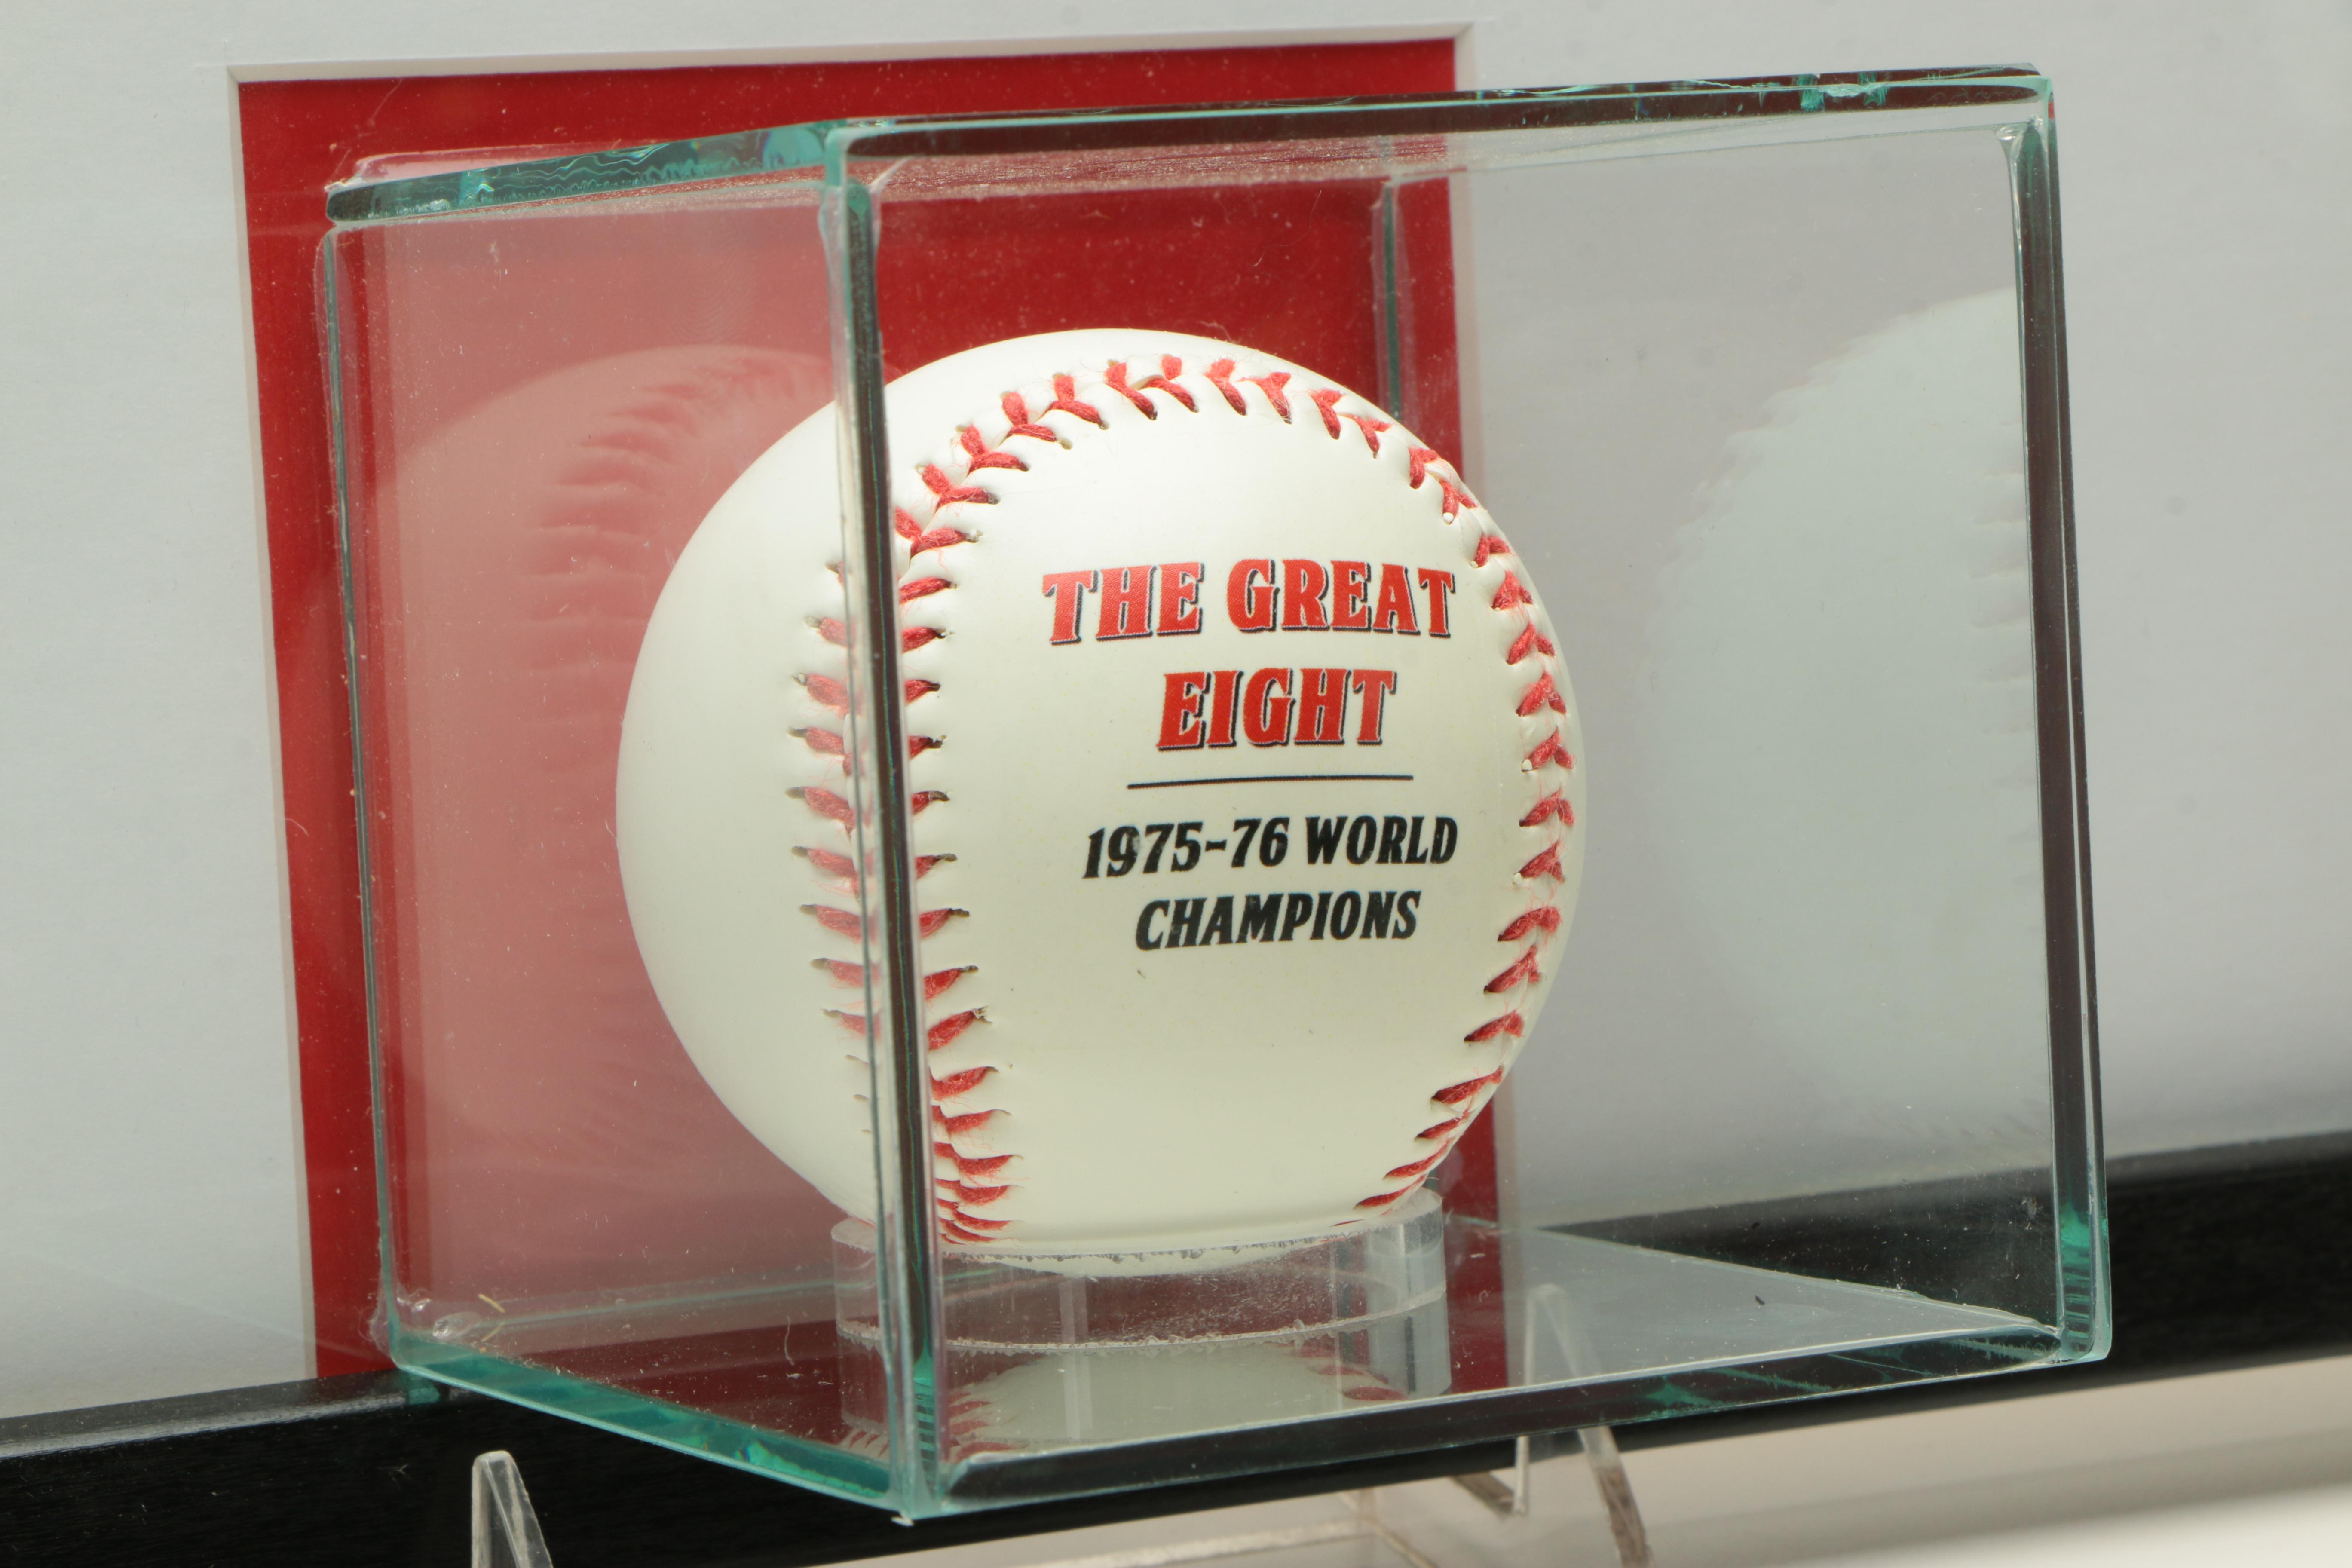 THE GREAT
EIGHT
1975-76 WORLD
CHAMPIONS